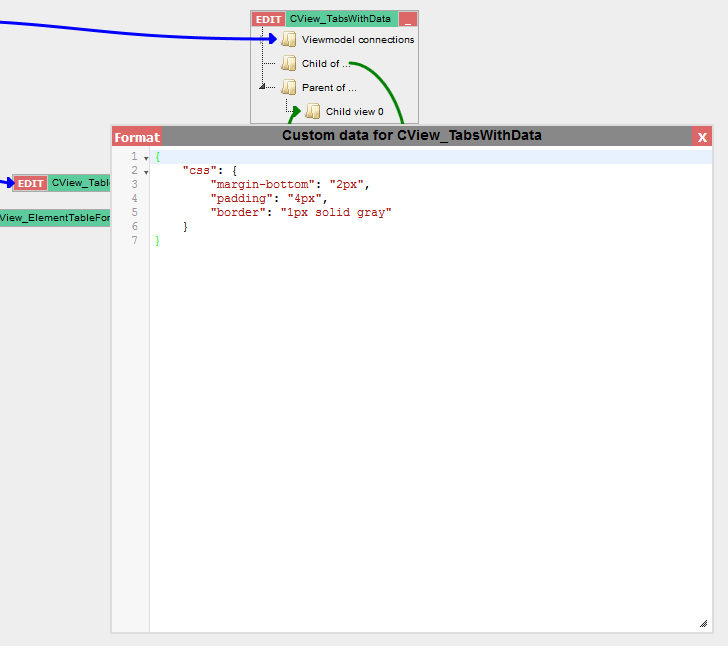 EDIT CView_TabsWithData _
Viewmodel connections
Child of ...
Parent of ...
Child view 0
Format Custom data for CView_TabsWithData X
EDIT CView_Tabl
View_ElementTableFor
1 {
2 "css": {
3 "margin-bottom": "2px",
4 "padding": "4px",
5 "border": "1px solid gray"
6 }
7 }